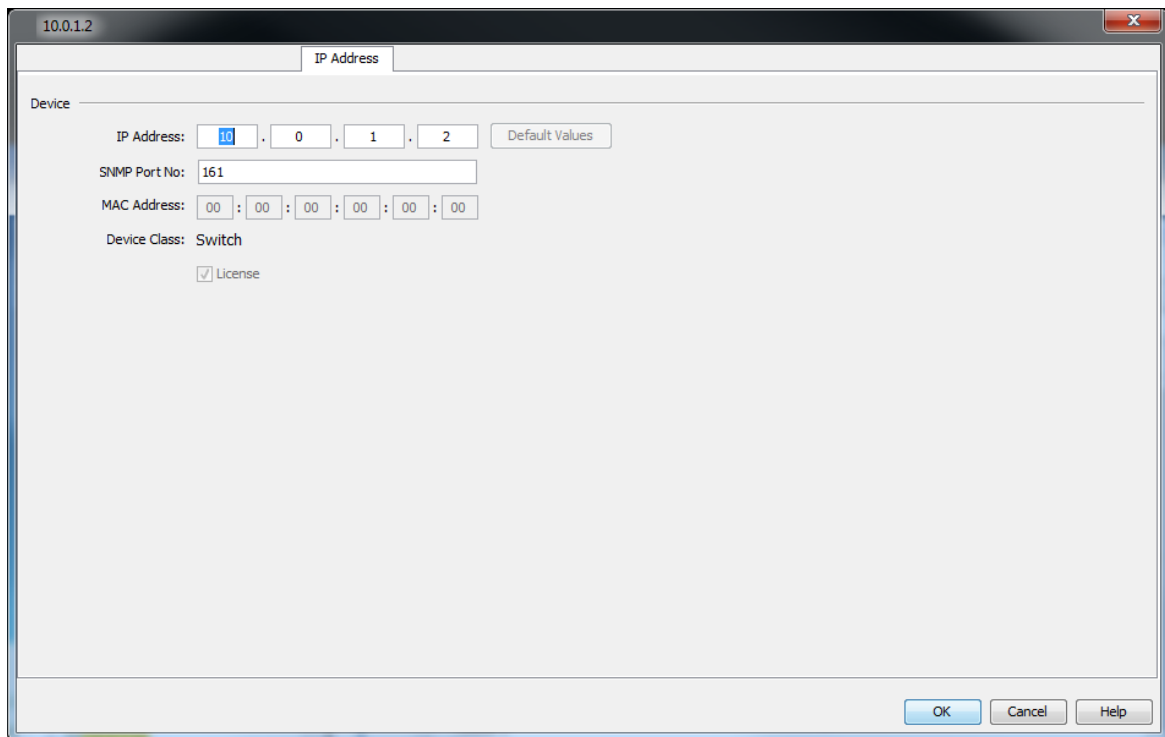 10.0.1.2
IP Address
Device
IP Address: 10 . 0 . 1 . 2 Default Values
SNMP Port No: 161
MAC Address: 00 : 00 : 00 : 00 : 00 : 00
Device Class: Switch
License
OK Cancel Help